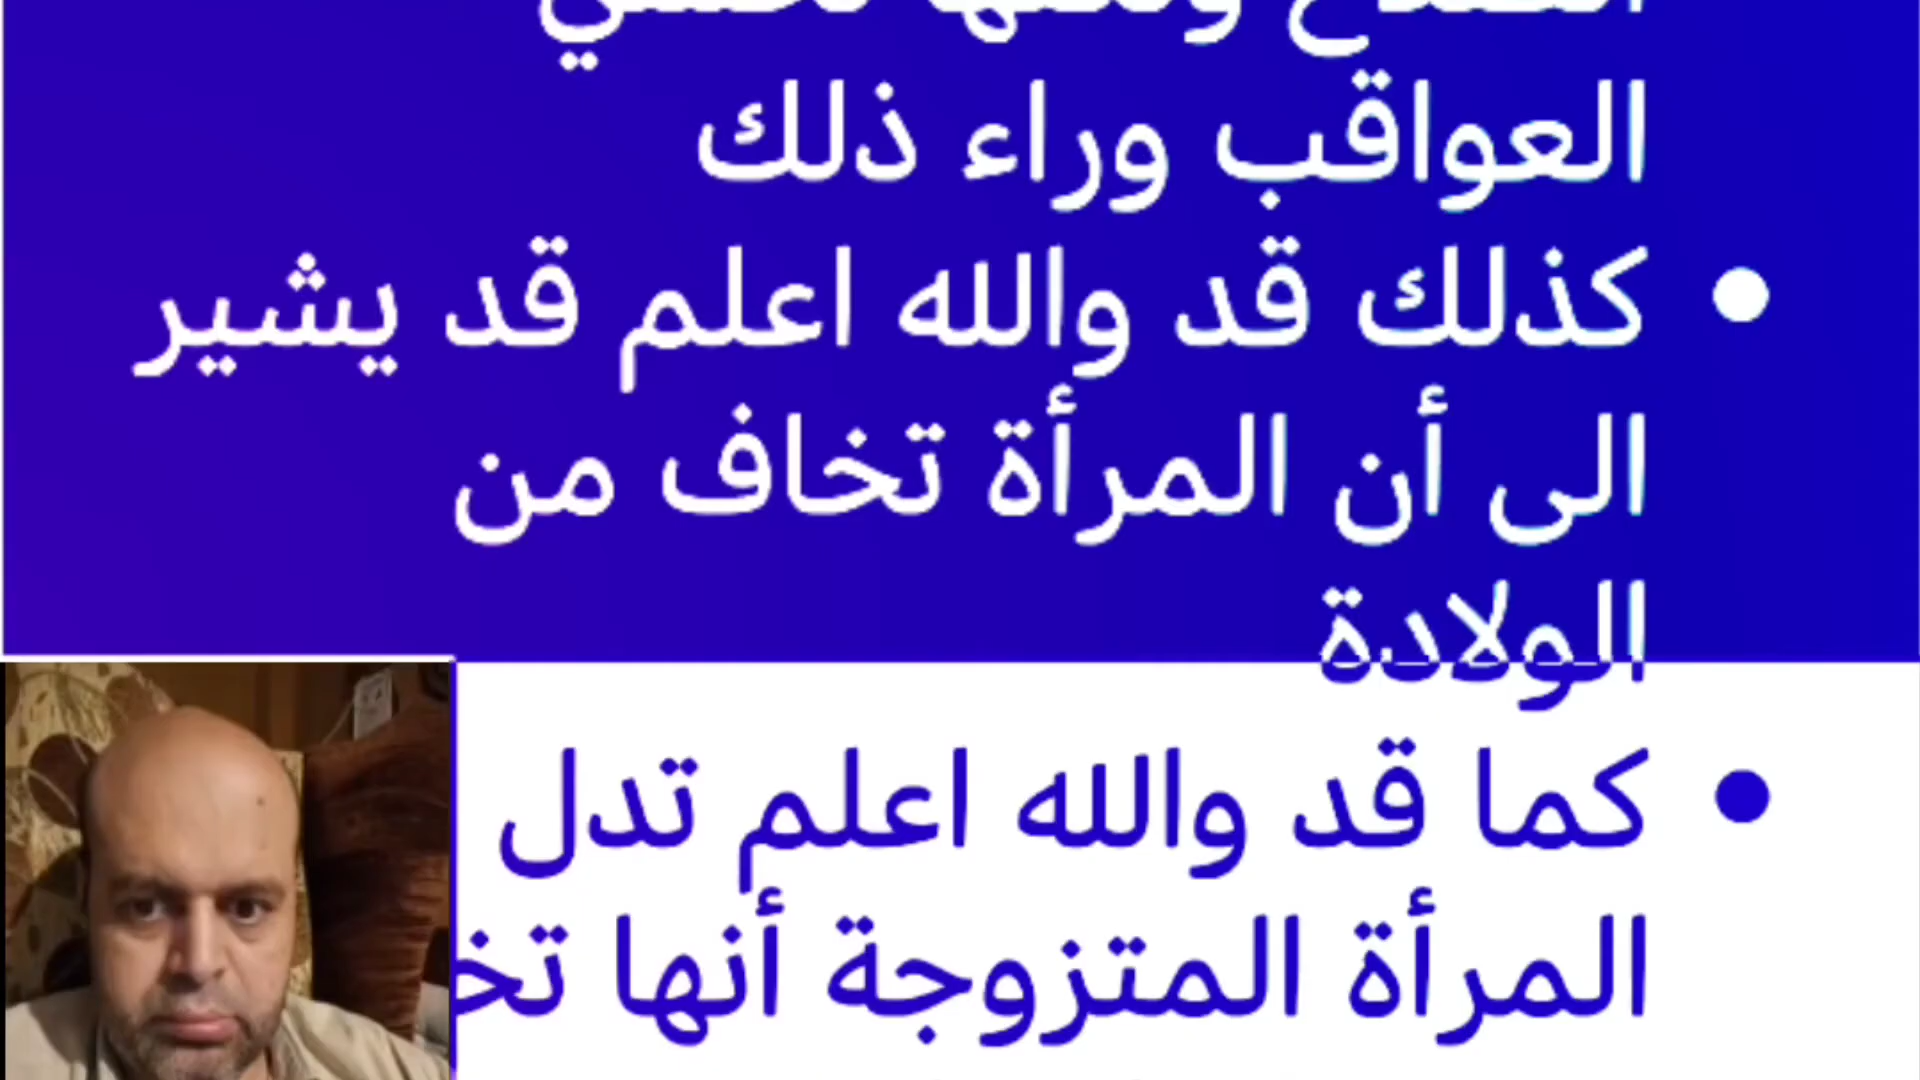 العواقب وراء ذلك
• كذلك قد والله اعلم قد يشير
الى أن المرأة تخاف من
الولادة
• كما قد والله اعلم تدل
المرأة المتزوجة أنها